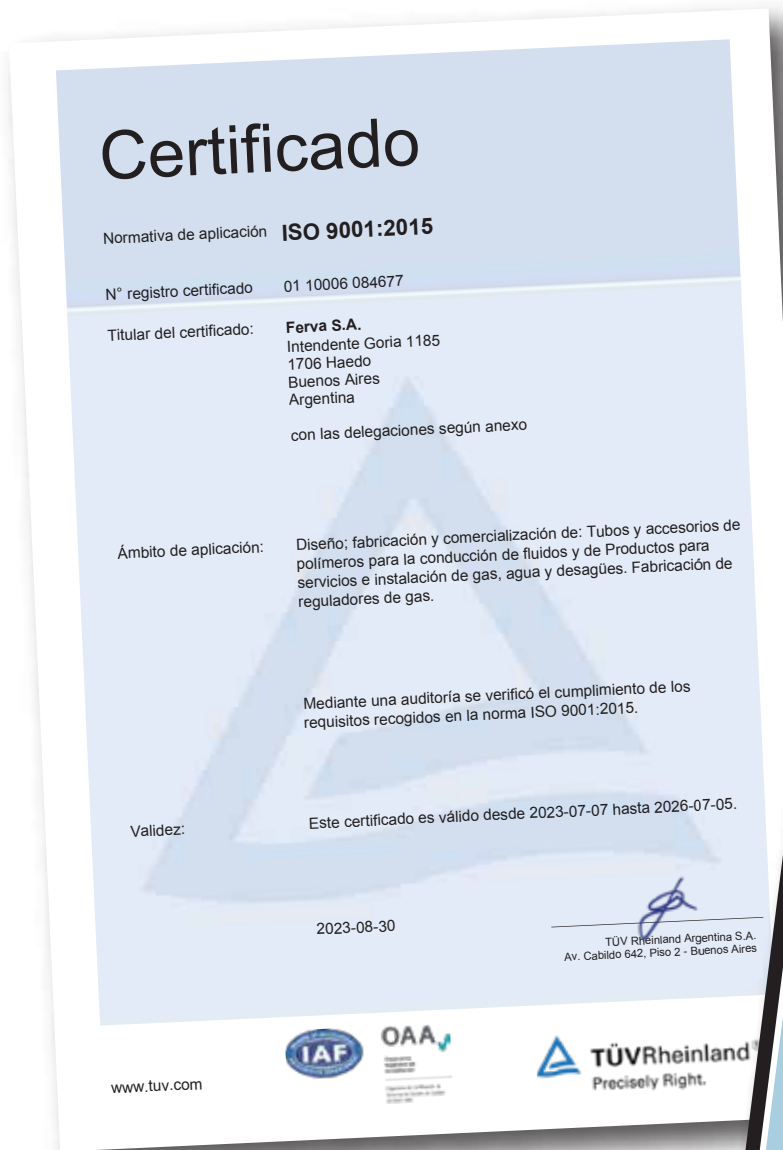 Certificado
Normativa de aplicación ISO 9001:2015
N° registro certificado 01 10006 084677
Titular del certificado: Ferva S.A.
Intendente Goria 1185
1706 Haedo
Buenos Aires
Argentina
con las delegaciones según anexo
Ámbito de aplicación: Diseño; fabricación y comercialización de: Tubos y accesorios de
polímeros para la conducción de fluidos y de Productos para
servicios e instalación de gas, agua y desagües. Fabricación de
reguladores de gas.
Mediante una auditoría se verificó el cumplimiento de los
requisitos recogidos en la norma ISO 9001:2015.
Validez: Este certificado es válido desde 2023-07-07 hasta 2026-07-05.
2023-08-30
TÜV Rheinland Argentina S.A.
Av. Cabildo 642, Piso 2 - Buenos Aires
www.tuv.com
IAF
OAA
TÜVRheinland®
Precisely Right.